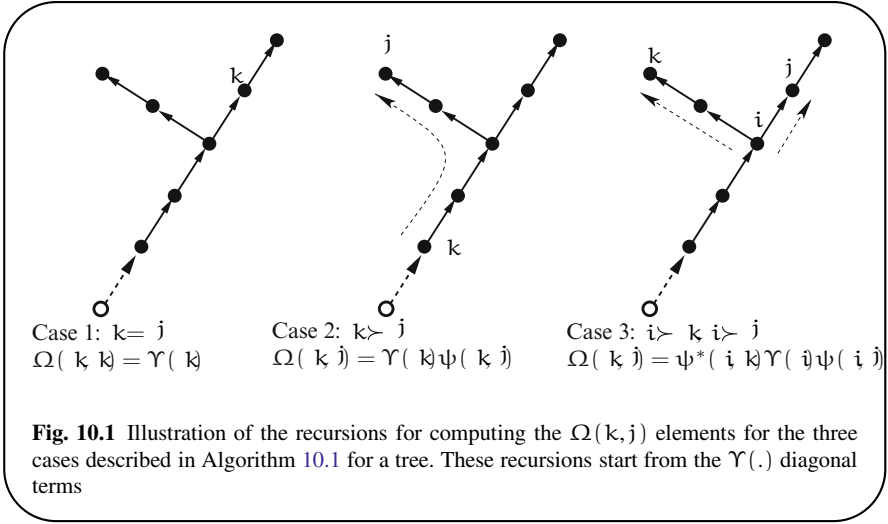 k
j
k
k
j
i
Case 1: k= j
Ω( k, k) = ϒ( k)
Case 2: k≻ j
Ω( k, j) = ϒ( k)ψ( k, j)
Case 3: i≻ k, i≻ j
Ω( k, j) = ψ*( i, k)ϒ( i)ψ( i, j)
Fig. 10.1 Illustration of the recursions for computing the Ω(k,j) elements for the three
cases described in Algorithm 10.1 for a tree. These recursions start from the ϒ(.) diagonal
terms